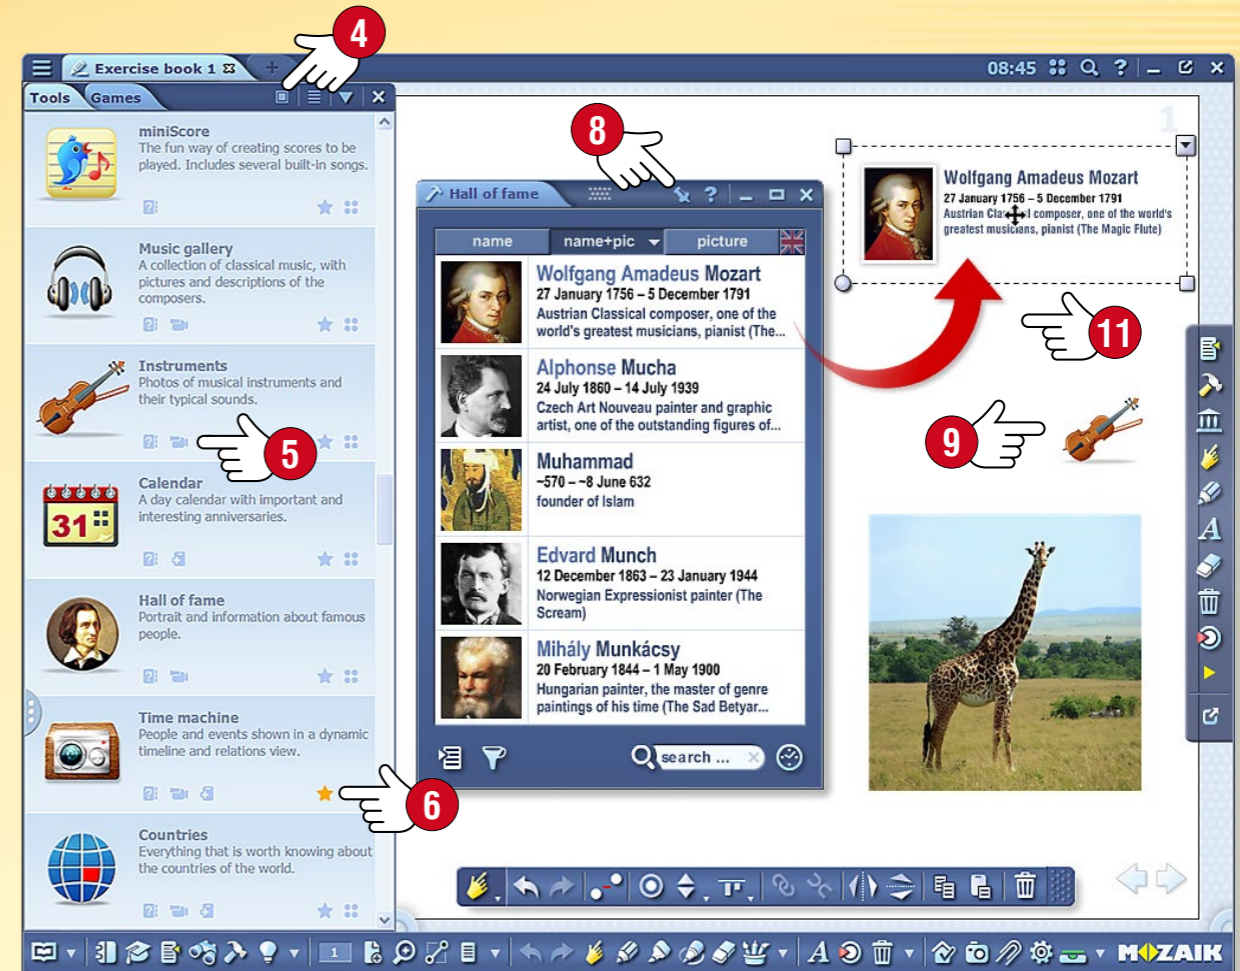 4
Exercise book 1
08:45
Tools
Games
miniScore
The fun way of creating scores to be
played. Includes several built-in songs.
Music gallery
A collection of classical music, with
pictures and descriptions of the
composers.
Instruments
Photos of musical instruments and
their typical sounds.
5
Calendar
A day calendar with important and
interesting anniversaries.
31
Hall of fame
Portrait and information about famous
people.
Time machine
People and events shown in a dynamic
timeline and relations view.
6
Countries
Everything that is worth knowing about
the countries of the world.
8
Hall of fame
name
name+pic
picture
Wolfgang Amadeus Mozart
27 January 1756 – 5 December 1791
Austrian Classical composer, one of the
world's greatest musicians, pianist (The...
Alphonse Mucha
24 July 1860 – 14 July 1939
Czech Art Nouveau painter and graphic
artist, one of the outstanding figures of...
Muhammad
~570 – ~8 June 632
founder of Islam
Edvard Munch
12 December 1863 – 23 January 1944
Norwegian Expressionist painter (The
Scream)
Mihály Munkácsy
20 February 1844 – 1 May 1900
Hungarian painter, the master of genre
paintings of his time (The Sad Betyar...
search ...
1
Wolfgang Amadeus Mozart
27 January 1756 – 5 December 1791
Austrian composer, one of the world's
greatest musicians, pianist (The Magic Flute)
11
9
A
1
A
MOZAIK